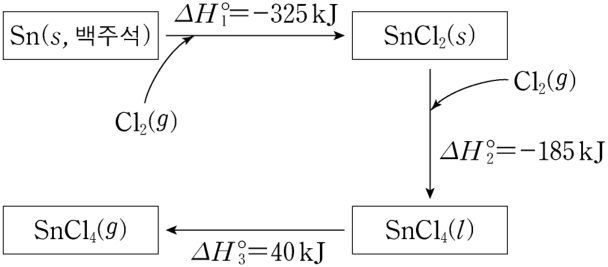 ΔH°₁=−325 kJ
Sn(s, 백주석)
SnCl₂(s)
Cl₂(g)
Cl₂(g)
ΔH°₂=−185 kJ
SnCl₄(g)
SnCl₄(l)
ΔH°₃=40 kJ